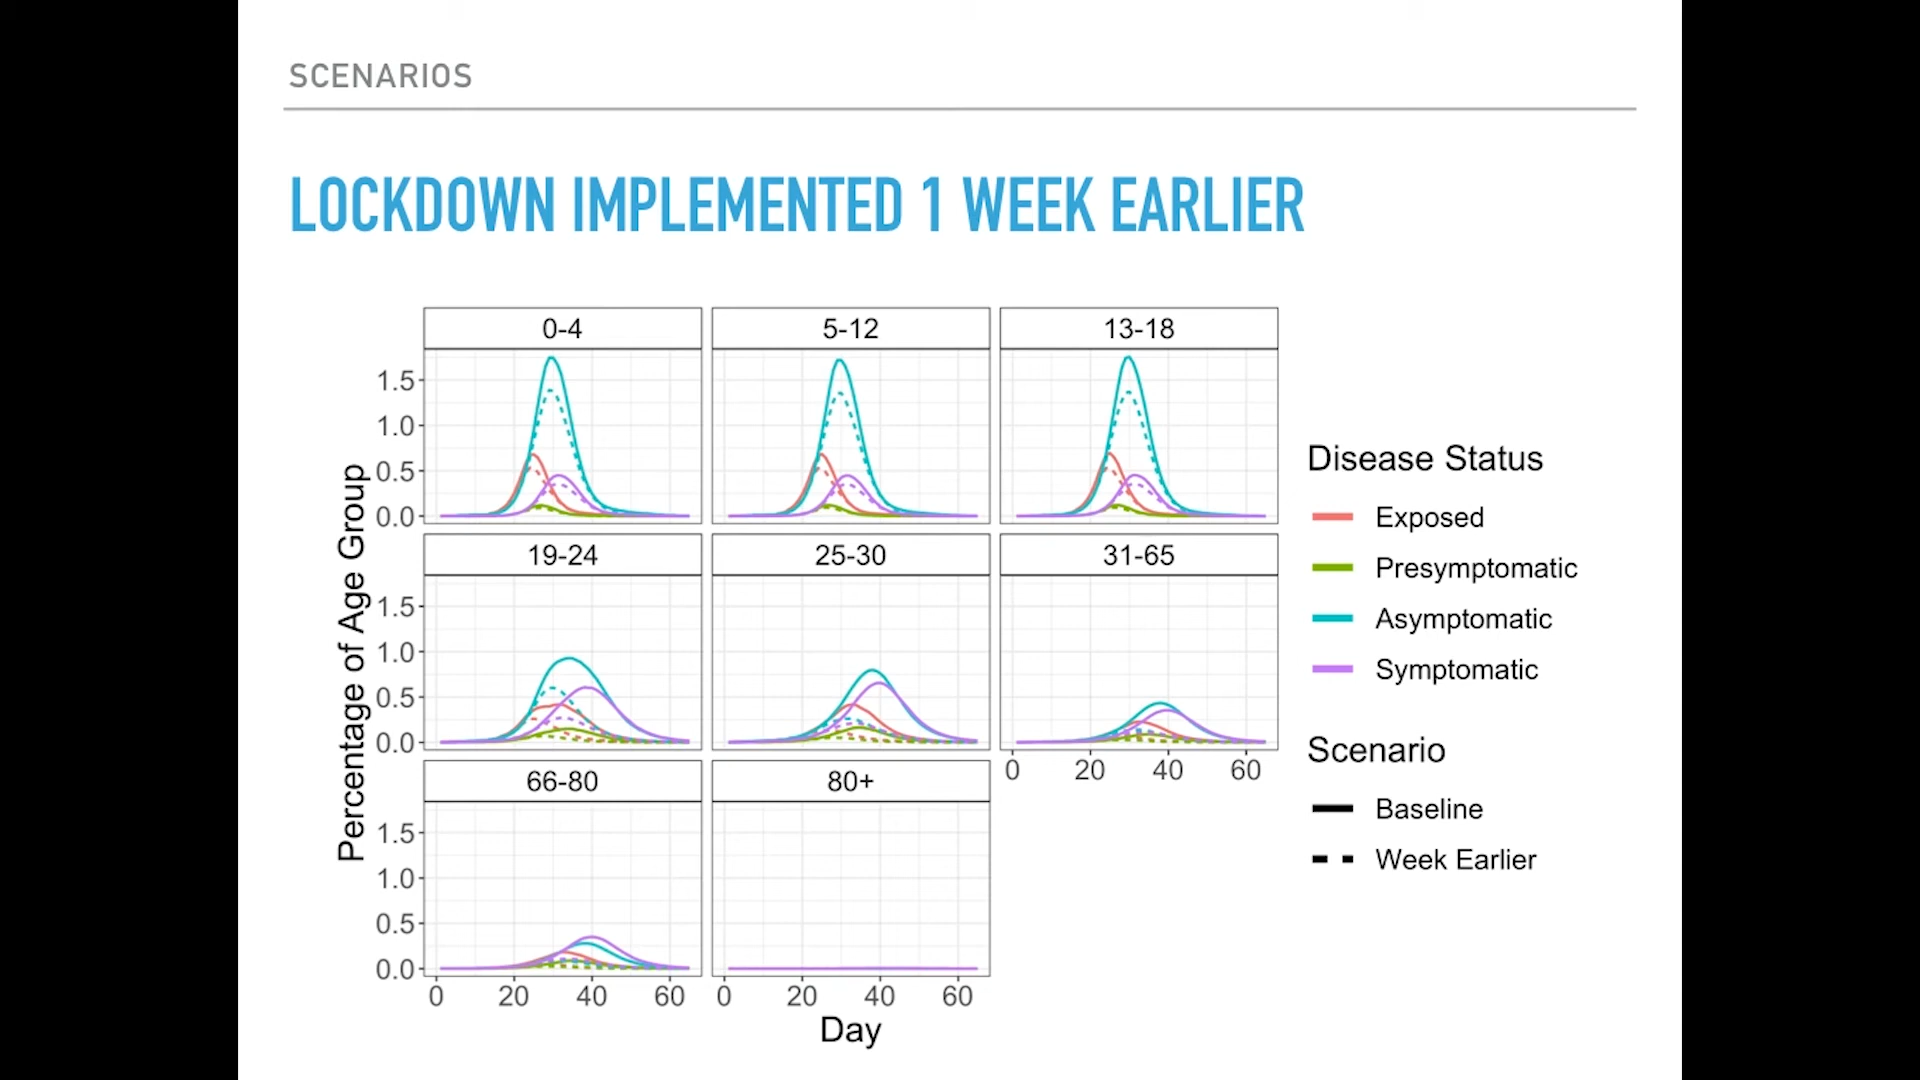 SCENARIOS
LOCKDOWN IMPLEMENTED 1 WEEK EARLIER
0-4 5-12 13-18
1.5
1.0
0.5
0.0
19-24 25-30 31-65
1.5
1.0
0.5
0.0
0 20 40 60
66-80 80+
1.5
1.0
0.5
0.0
0 20 40 60 0 20 40 60
Day
Percentage of Age Group
Disease Status
Exposed
Presymptomatic
Asymptomatic
Symptomatic
Scenario
Baseline
Week Earlier